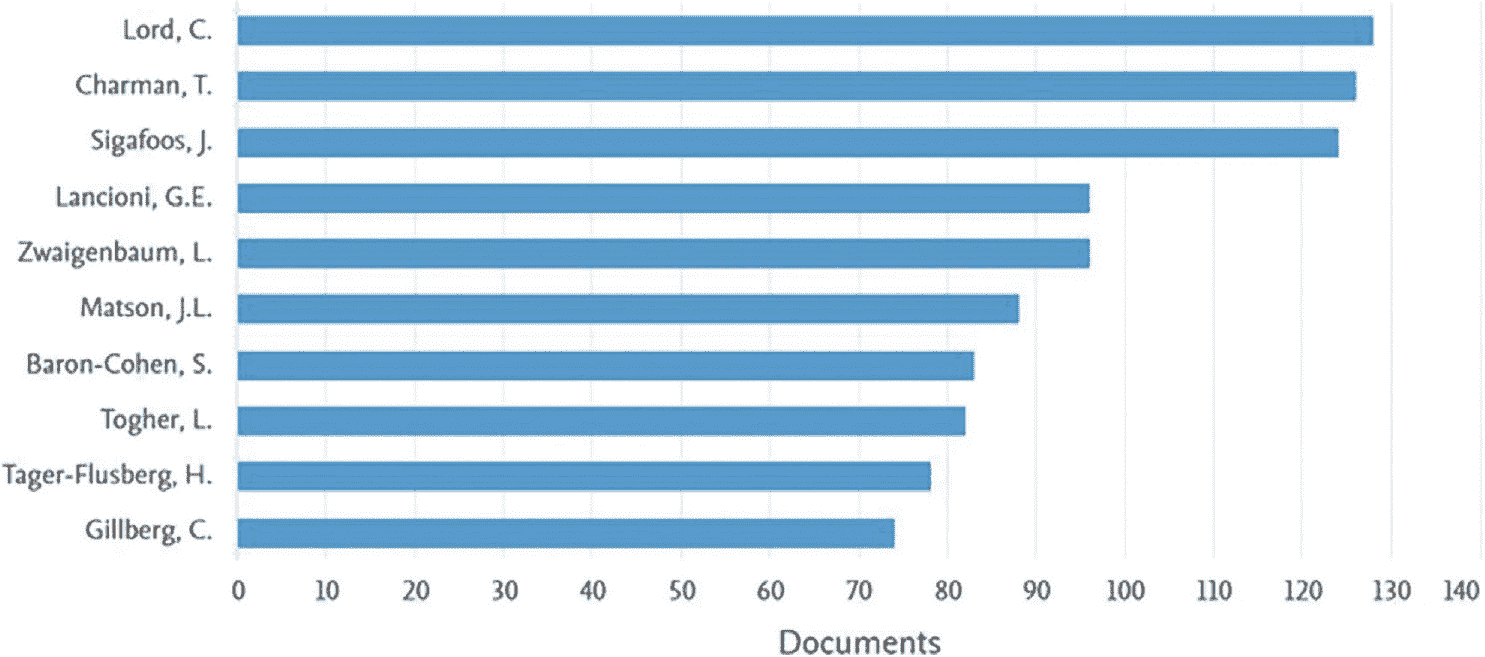 Lord, C.
Charman, T.
Sigafoos, J.
Lancioni, G.E.
Zwaigenbaum, L.
Matson, J.L.
Baron-Cohen, S.
Togher, L.
Tager-Flusberg, H.
Gillberg, C.
0 10 20 30 40 50 60 70 80 90 100 110 120 130 140
Documents